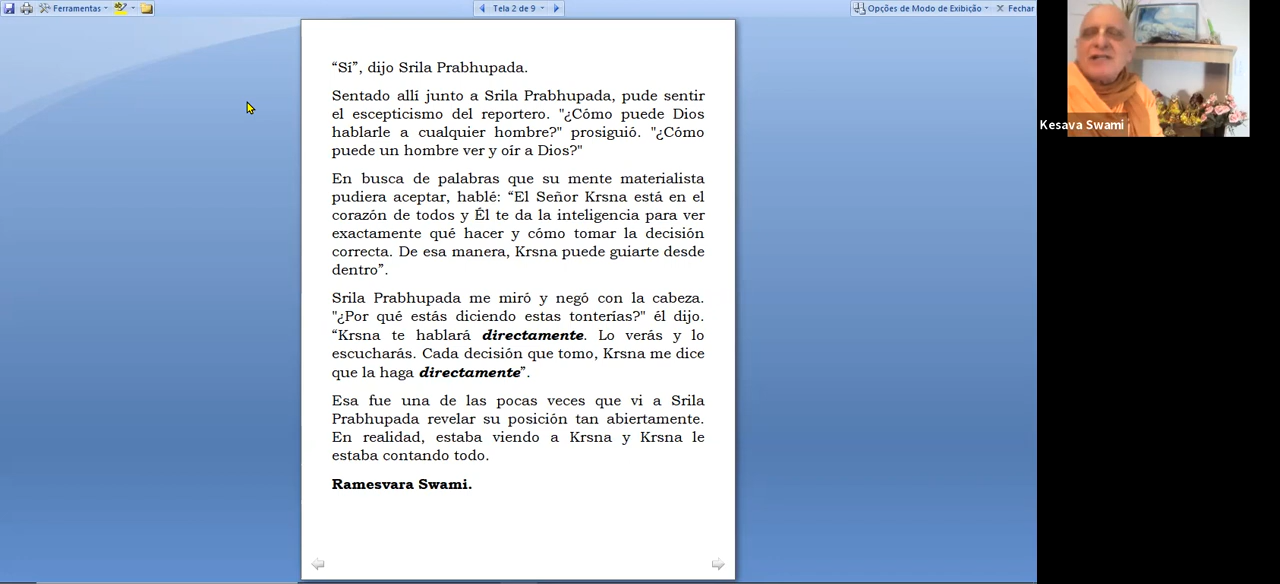 Ferramentas
Tela 2 de 9
Opções de Modo de Exibição
Fechar
“Sí”, dijo Srila Prabhupada.
Sentado allí junto a Srila Prabhupada, pude sentir
el escepticismo del reportero. "¿Cómo puede Dios
hablarle a cualquier hombre?" prosiguió. "¿Cómo
puede un hombre ver y oír a Dios?"
En busca de palabras que su mente materialista
pudiera aceptar, hablé: “El Señor Krsna está en el
corazón de todos y Él te da la inteligencia para ver
exactamente qué hacer y cómo tomar la decisión
correcta. De esa manera, Krsna puede guiarte desde
dentro”.
Srila Prabhupada me miró y negó con la cabeza.
"¿Por qué estás diciendo estas tonterías?" él dijo.
“Krsna te hablará directamente. Lo verás y lo
escucharás. Cada decisión que tomo, Krsna me dice
que la haga directamente”.
Esa fue una de las pocas veces que vi a Srila
Prabhupada revelar su posición tan abiertamente.
En realidad, estaba viendo a Krsna y Krsna le
estaba contando todo.
Ramesvara Swami.
Kesava Swami